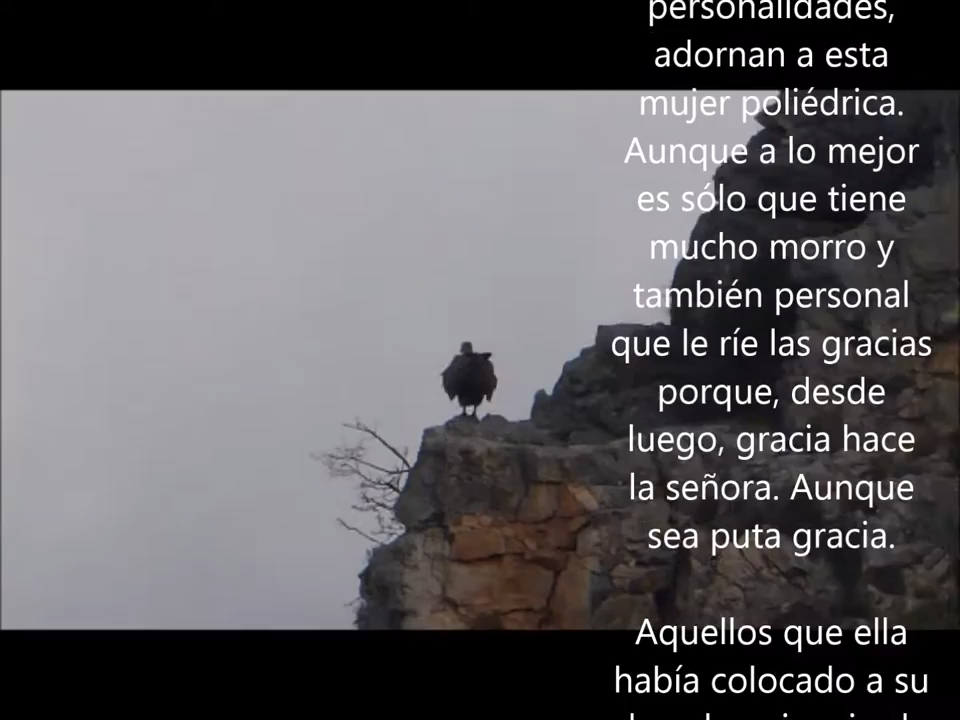 personalidades,
adornan a esta
mujer poliédrica.
Aunque a lo mejor
es sólo que tiene
mucho morro y
también personal
que le ríe las gracias
porque, desde
luego, gracia hace
la señora. Aunque
sea puta gracia.
Aquellos que ella
había colocado a su